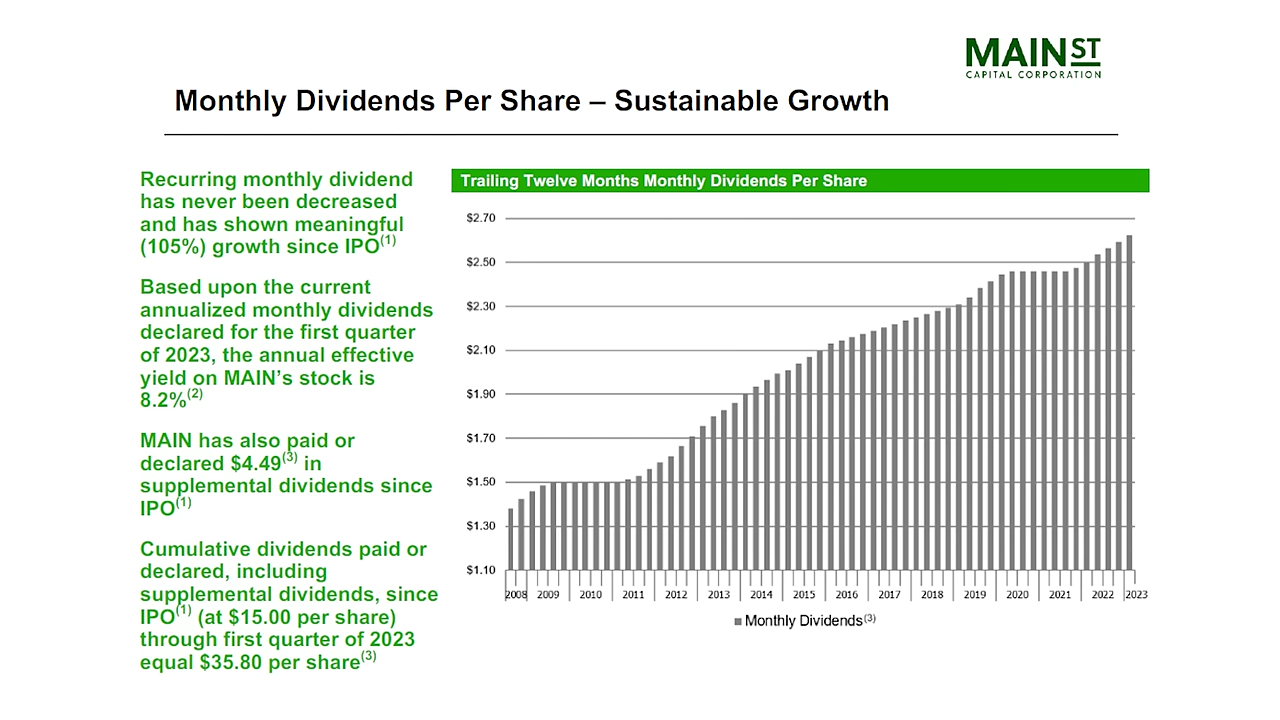 MAIN ST
CAPITAL CORPORATION
Monthly Dividends Per Share – Sustainable Growth
Recurring monthly dividend
has never been decreased
and has shown meaningful
(105%) growth since IPO(1)
Based upon the current
annualized monthly dividends
declared for the first quarter
of 2023, the annual effective
yield on MAIN’s stock is
8.2%(2)
MAIN has also paid or
declared $4.49(3) in
supplemental dividends since
IPO(1)
Cumulative dividends paid or
declared, including
supplemental dividends, since
IPO(1) (at $15.00 per share)
through first quarter of 2023
equal $35.80 per share(3)
Trailing Twelve Months Monthly Dividends Per Share
$2.70
$2.50
$2.30
$2.10
$1.90
$1.70
$1.50
$1.30
$1.10
2008 2009 2010 2011 2012 2013 2014 2015 2016 2017 2018 2019 2020 2021 2022 2023
Monthly Dividends(3)